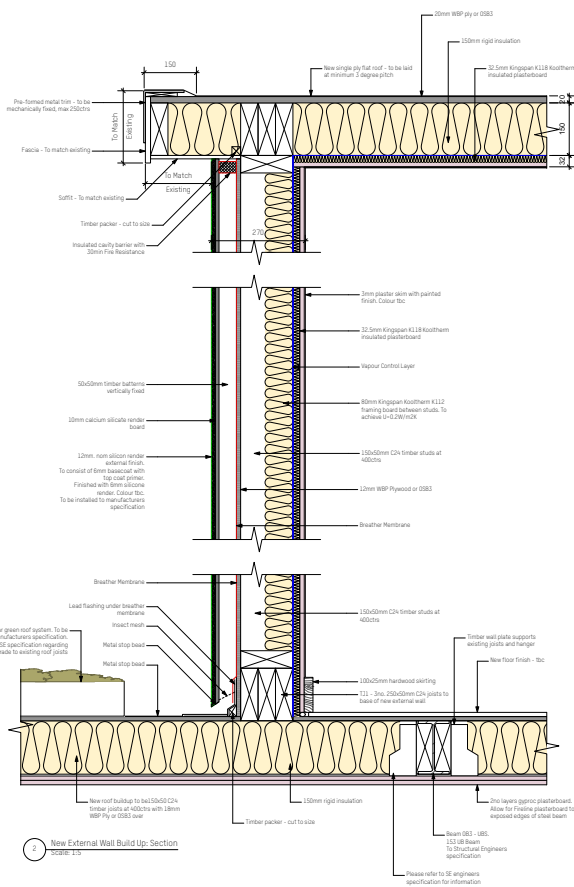 20mm WBP ply or OSB3
150mm rigid insulation
150
New single ply flat roof - to be laid
at minimum 3 degree pitch
32.5mm Kingspan K118 Kooltherm
insulated plasterboard
Pre-formed metal trim - to be
mechanically fixed, max 250ctrs
To Match
Existing
20
150
32
Fascia - To match existing
To Match
Existing
Soffit - To match existing
Timber packer - cut to size
270
Insulated cavity barrier with
30min Fire Resistance
3mm plaster skim with painted
finish. Colour tbc
32.5mm Kingspan K118 Kooltherm
insulated plasterboard
Vapour Control Layer
50x50mm timber battens
vertically fixed
80mm Kingspan Kooltherm K112
framing board between studs. To
achieve U=0.2W/m2K
10mm calcium silicate render
board
150x50mm C24 timber studs at
400ctrs
12mm. nom silicon render
external finish.
To consist of 6mm basecoat with
top coat primer.
Finished with 6mm silicone
render. Colour tbc.
To be installed to manufacturers
specification
12mm WBP Plywood or OSB3
Breather Membrane
Breather Membrane
Lead flashing under breather
membrane
150x50mm C24 timber studs at
400ctrs
Insect mesh
green roof system. To be
manufacturers specification.
SE specification regarding
to existing roof joists
Metal stop bead
Timber wall plate supports
existing joists and hanger
Metal stop bead
New floor finish - tbc
100x25mm hardwood skirting
TJ1 - 3no. 250x50mm C24 joists to
base of new external wall
New roof buildup to be150x50 C24
timber joists at 400ctrs with 18mm
WBP Ply or OSB3 over
150mm rigid insulation
2no layers gyproc plasterboard.
Allow for Fireline plasterboard to
exposed edges of steel beam
Timber packer - cut to size
Beam GB3 - UB5.
153 UB Beam
To Structural Engineers
specification
2
New External Wall Build Up: Section
Scale: 1:5
Please refer to SE engineers
specification for information